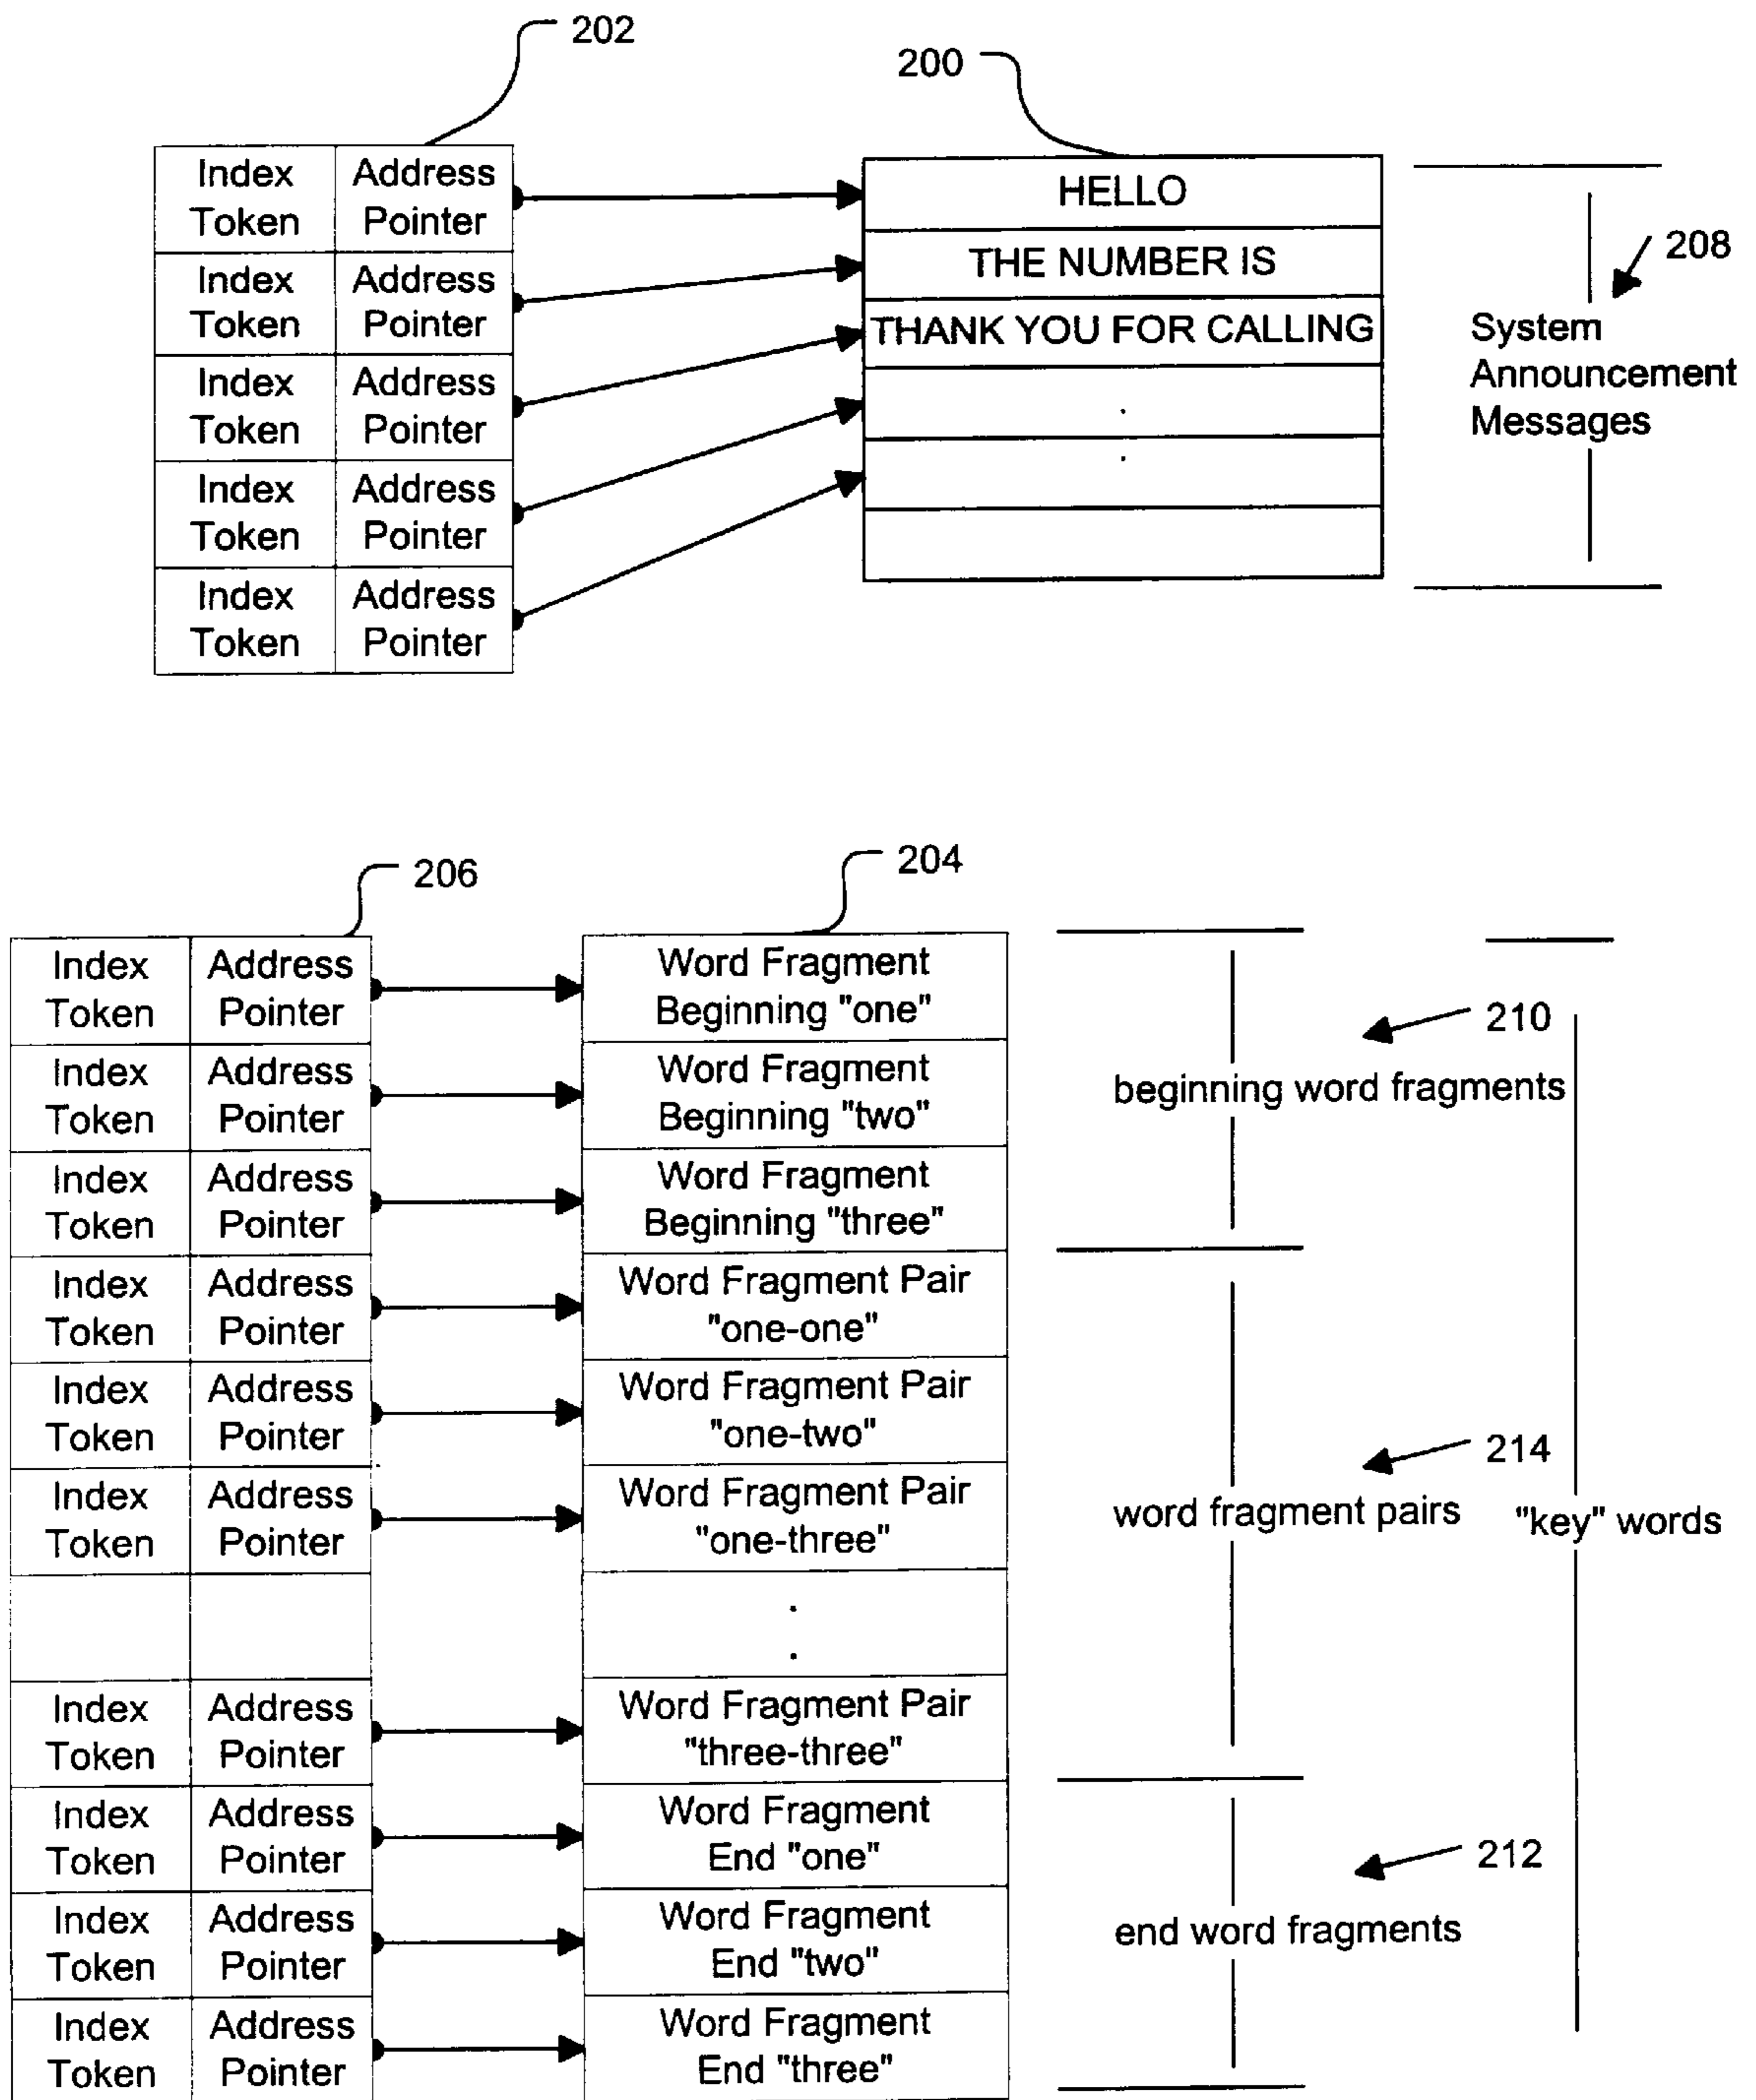 202
200
Index Address
Token Pointer
HELLO
Index Address
Token Pointer
THE NUMBER IS
208
Index Address
Token Pointer
THANK YOU FOR CALLING
System
Announcement
Messages
.
Index Address
Token Pointer
.
Index Address
Token Pointer
206
204
Index Address
Token Pointer
Word Fragment
Beginning "one"
210
Index Address
Token Pointer
Word Fragment
Beginning "two"
beginning word fragments
Index Address
Token Pointer
Word Fragment
Beginning "three"
Index Address
Token Pointer
Word Fragment Pair
"one-one"
Index Address
Token Pointer
Word Fragment Pair
"one-two"
214
Index Address
Token Pointer
Word Fragment Pair
"one-three"
word fragment pairs
"key" words
.
.
Index Address
Token Pointer
Word Fragment Pair
"three-three"
Index Address
Token Pointer
Word Fragment
End "one"
212
Index Address
Token Pointer
Word Fragment
End "two"
end word fragments
Index Address
Token Pointer
Word Fragment
End "three"